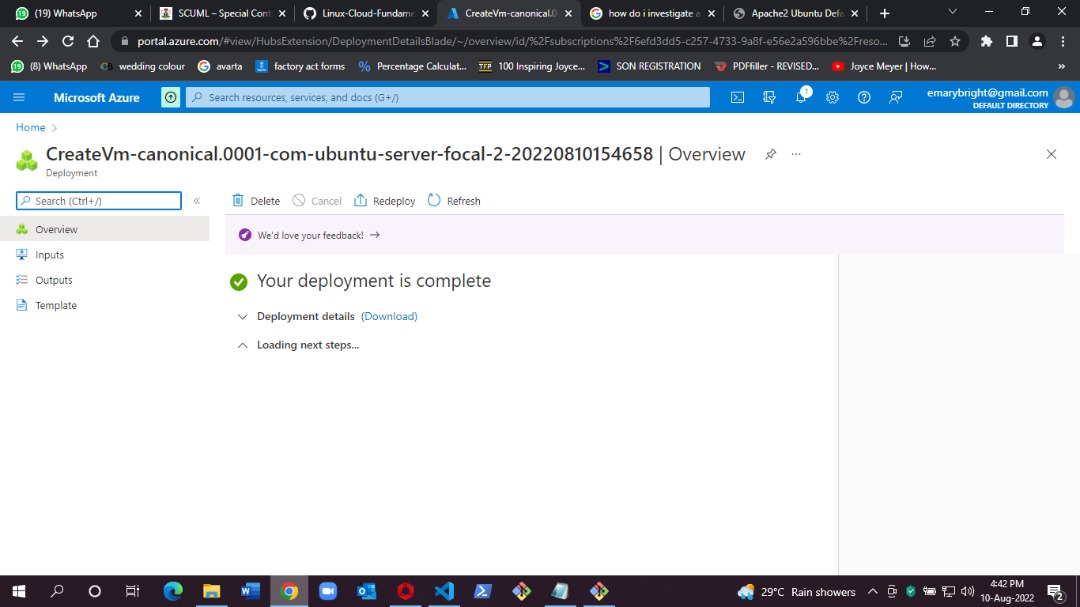 (19) WhatsApp
SCUML – Special Cont
Linux-Cloud-Fundame
CreateVm-canonical.0
how do i investigate a
Apache2 Ubuntu Defa
portal.azure.com/#view/HubsExtension/DeploymentDetailsBlade/~/overview/id/%2Fsubscriptions%2F6efd3dd5-c257-4733-9a8f-e56e2a596bbe%2Freso...
(8) WhatsApp
wedding colour
avarta
factory act forms
Percentage Calculat...
100 Inspiring Joyce...
SON REGISTRATION
PDFfiller - REVISED...
Joyce Meyer | How...
»
Microsoft Azure
Search resources, services, and docs (G+/)
1
emarybright@gmail.com
DEFAULT DIRECTORY
Home >
CreateVm-canonical.0001-com-ubuntu-server-focal-2-20220810154658 | Overview
Deployment
Search (Ctrl+/)
«
Delete
Cancel
Redeploy
Refresh
Overview
Inputs
Outputs
Template
We'd love your feedback! →
Your deployment is complete
Deployment details (Download)
Loading next steps...
29°C Rain showers
4:42 PM
10-Aug-2022
2